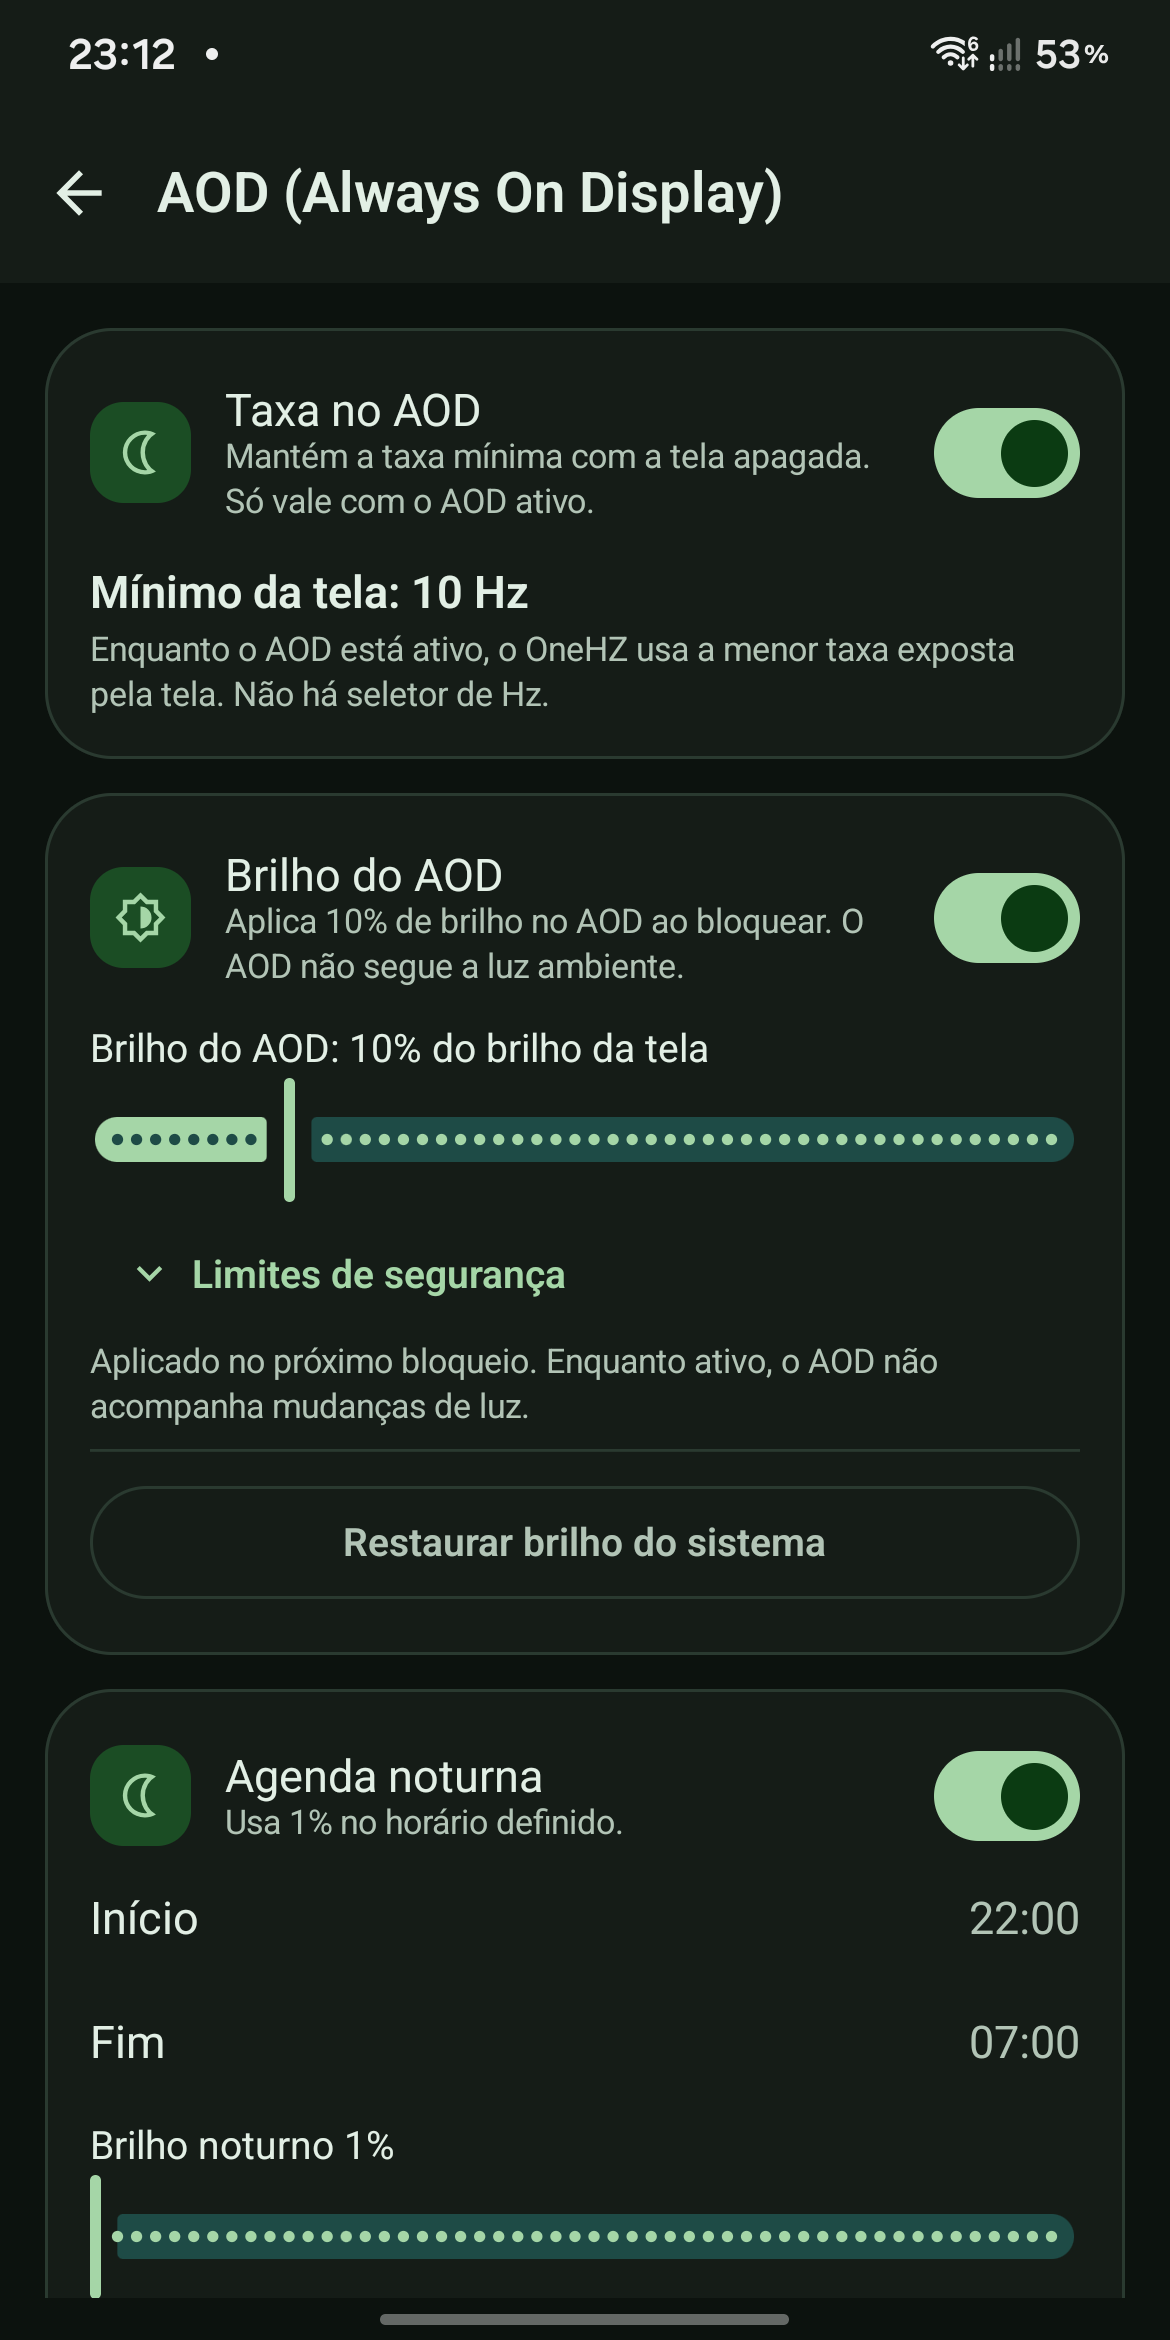 23:12
6
53%
AOD (Always On Display)
Taxa no AOD
Mantém a taxa mínima com a tela apagada.
Só vale com o AOD ativo.
Mínimo da tela: 10 Hz
Enquanto o AOD está ativo, o OneHZ usa a menor taxa exposta
pela tela. Não há seletor de Hz.
Brilho do AOD
Aplica 10% de brilho no AOD ao bloquear. O
AOD não segue a luz ambiente.
Brilho do AOD: 10% do brilho da tela
Limites de segurança
Aplicado no próximo bloqueio. Enquanto ativo, o AOD não
acompanha mudanças de luz.
Restaurar brilho do sistema
Agenda noturna
Usa 1% no horário definido.
Início
22:00
Fim
07:00
Brilho noturno 1%